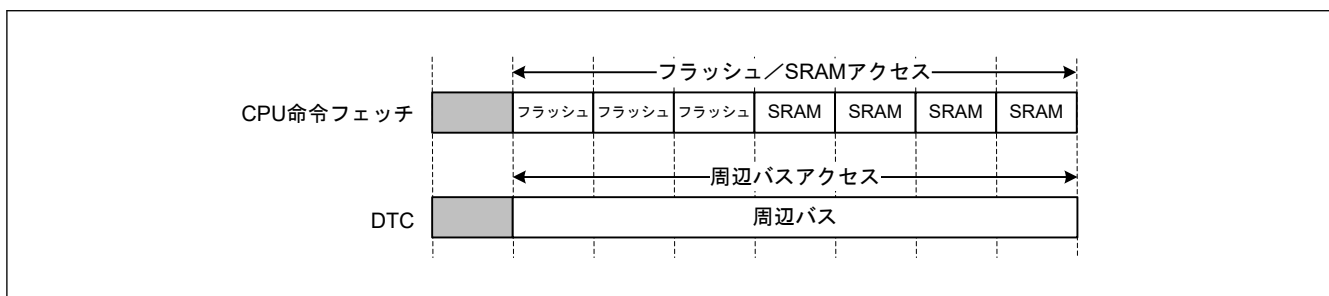 フラッシュ／SRAMアクセス
CPU命令フェッチ フラッシュ フラッシュ フラッシュ SRAM SRAM SRAM SRAM
周辺バスアクセス
DTC 周辺バス